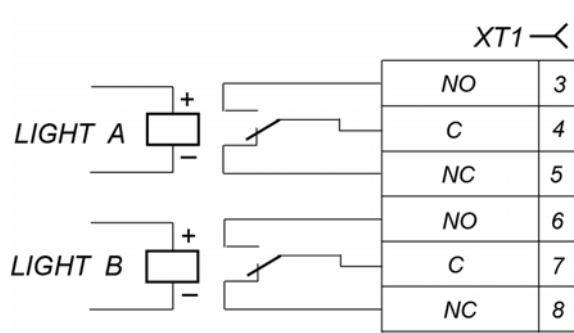 XT1
NO 3
+
LIGHT A C 4
−
NC 5
NO 6
+
LIGHT B C 7
−
NC 8